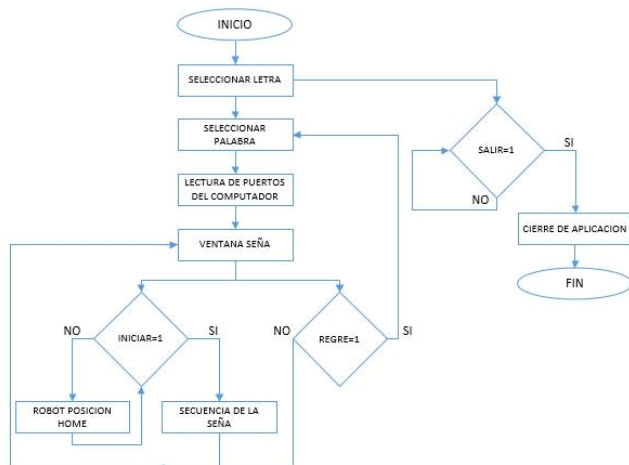 INICIO
SELECCIONAR LETRA
SELECCIONAR
PALABRA
SALIR=1
SI
NO
LECTURA DE PUERTOS
DEL COMPUTADOR
CIERRE DE APLICACION
VENTANA SEÑA
FIN
NO
INICIAR=1
SI
NO
REGRE=1
SI
ROBOT POSICION
HOME
SECUENCIA DE LA
SEÑA